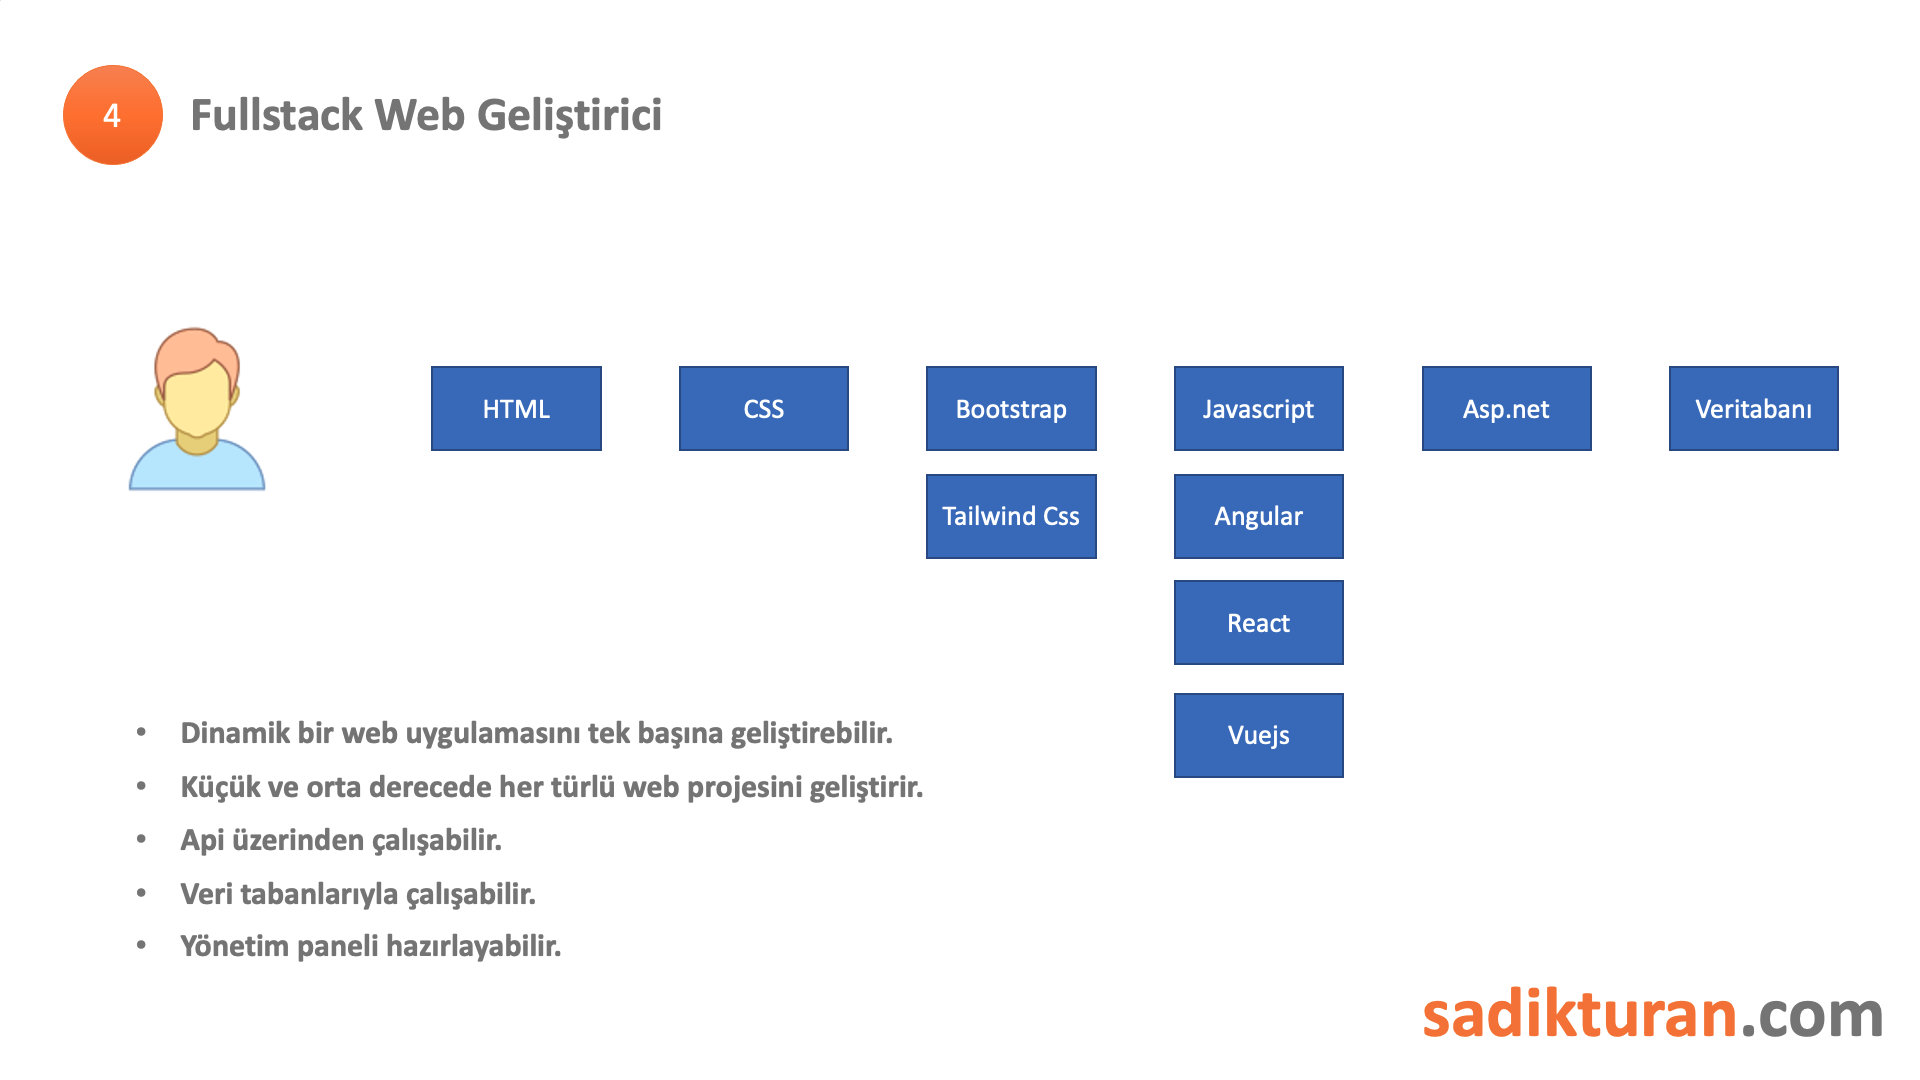 4
Fullstack Web Geliştirici
HTML
CSS
Bootstrap
Javascript
Asp.net
Veritabanı
Tailwind Css
Angular
React
Vuejs
• Dinamik bir web uygulamasını tek başına geliştirebilir.
• Küçük ve orta derecede her türlü web projesini geliştirir.
• Api üzerinden çalışabilir.
• Veri tabanlarıyla çalışabilir.
• Yönetim paneli hazırlayabilir.
sadikturan.com